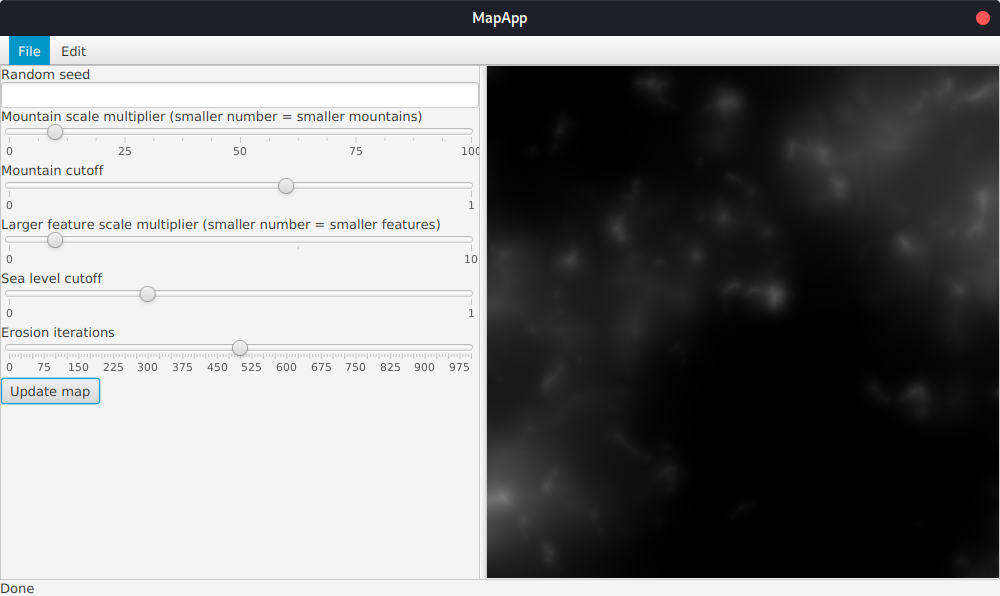 MapApp
File Edit
Random seed
Mountain scale multiplier (smaller number = smaller mountains)
0 25 50 75 100
Mountain cutoff
0 1
Larger feature scale multiplier (smaller number = smaller features)
0 10
Sea level cutoff
0 1
Erosion iterations
0 75 150 225 300 375 450 525 600 675 750 825 900 975
Update map
Done